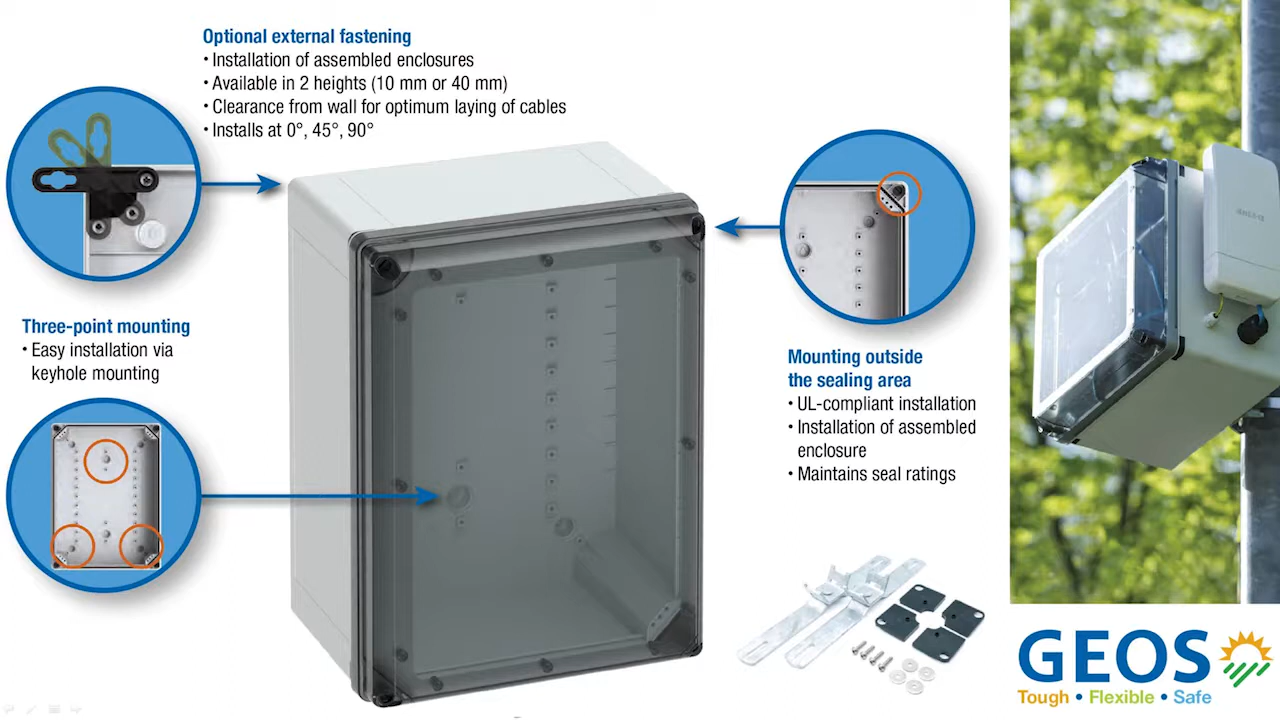 Optional external fastening
• Installation of assembled enclosures
• Available in 2 heights (10 mm or 40 mm)
• Clearance from wall for optimum laying of cables
• Installs at 0°, 45°, 90°
Three-point mounting
• Easy installation via
keyhole mounting
Mounting outside
the sealing area
• UL-compliant installation
• Installation of assembled
enclosure
• Maintains seal ratings
GEOS
Tough • Flexible • Safe